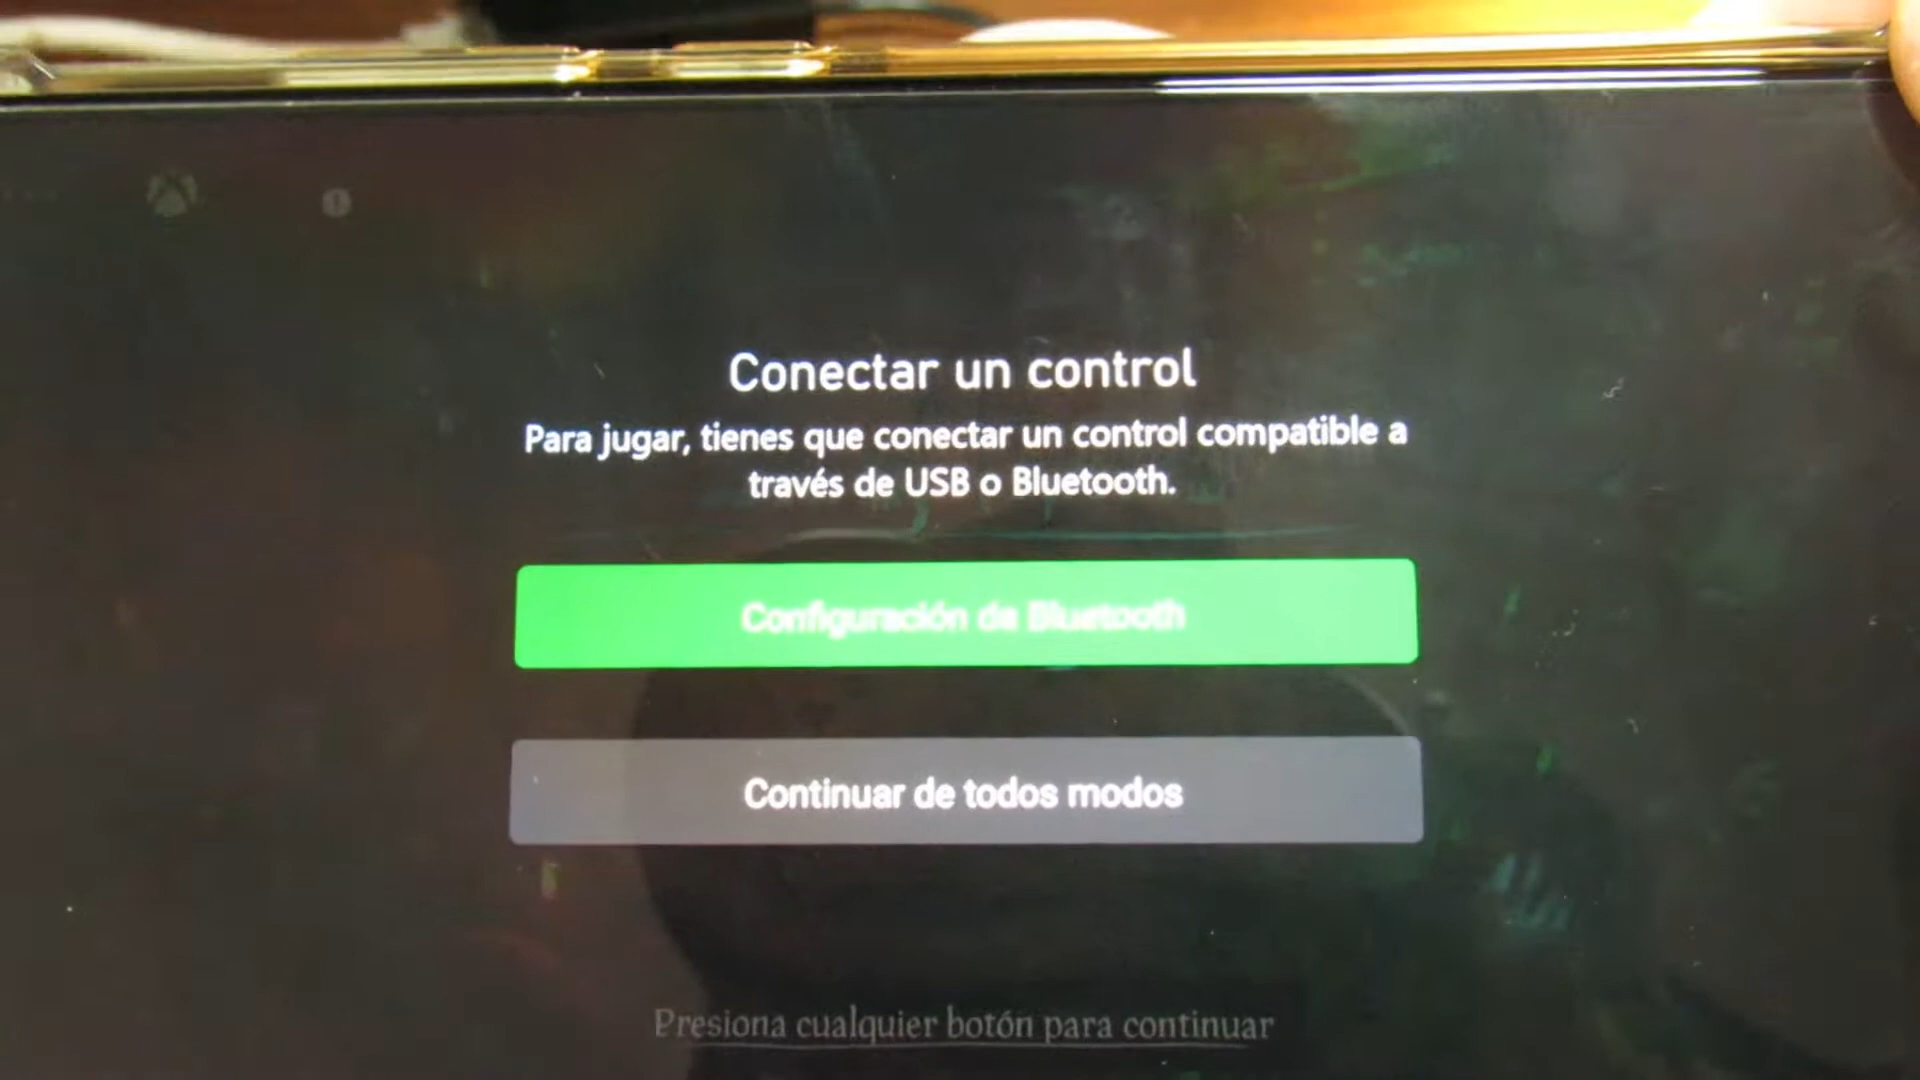 Conectar un control
Para jugar, tienes que conectar un control compatible a
través de USB o Bluetooth.
Configuración de Bluetooth
Continuar de todos modos
Presiona cualquier botón para continuar